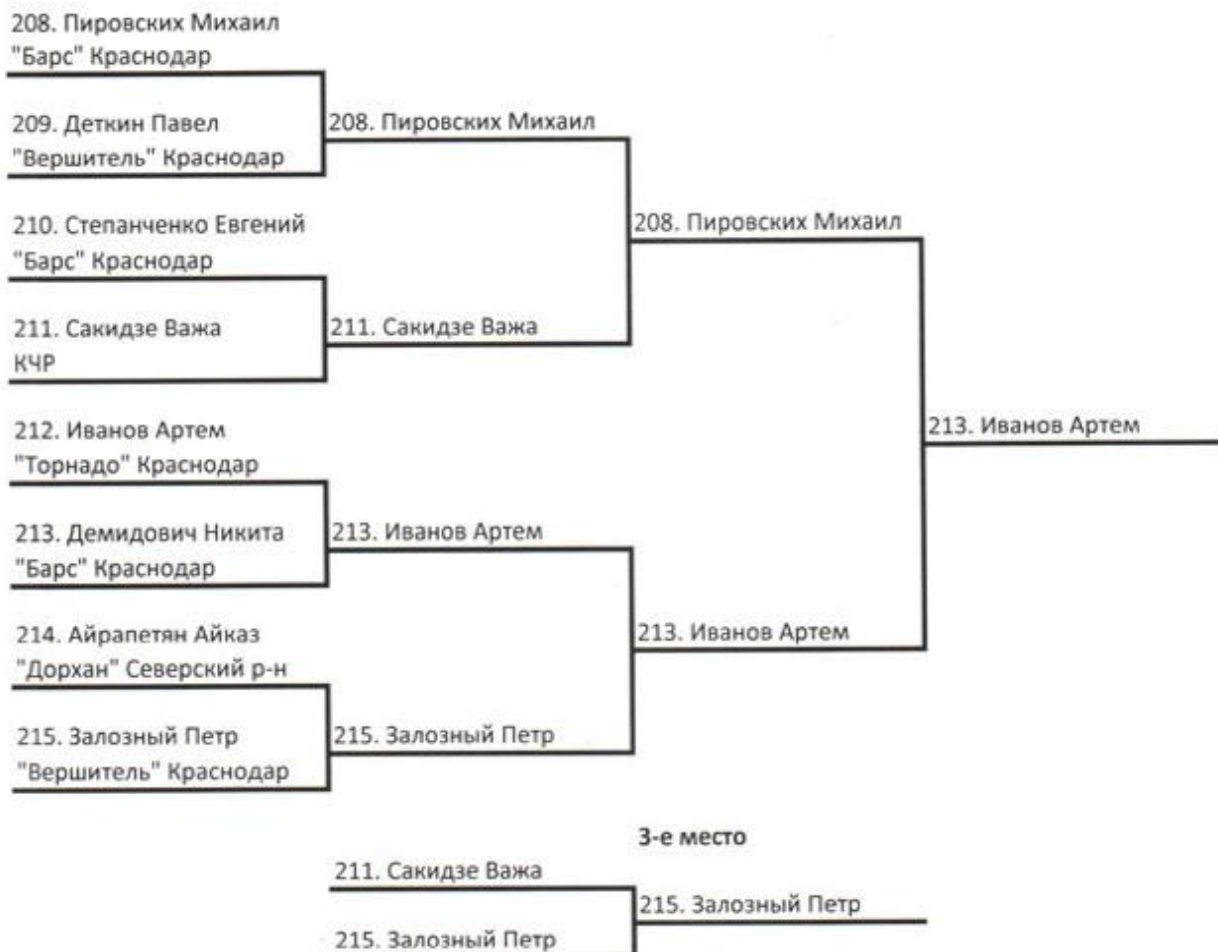 208. Пировских Михаил
"Барс" Краснодар
209. Деткин Павел
"Вершитель" Краснодар
208. Пировских Михаил
210. Степанченко Евгений
"Барс" Краснодар
208. Пировских Михаил
211. Сакидзе Важа
КЧР
211. Сакидзе Важа
212. Иванов Артем
"Торнадо" Краснодар
213. Иванов Артем
213. Демидович Никита
"Барс" Краснодар
213. Иванов Артем
214. Айрапетян Айказ
"Дорхан" Северский р-н
213. Иванов Артем
215. Залозный Петр
"Вершитель" Краснодар
215. Залозный Петр
3-е место
211. Сакидзе Важа
215. Залозный Петр
215. Залозный Петр